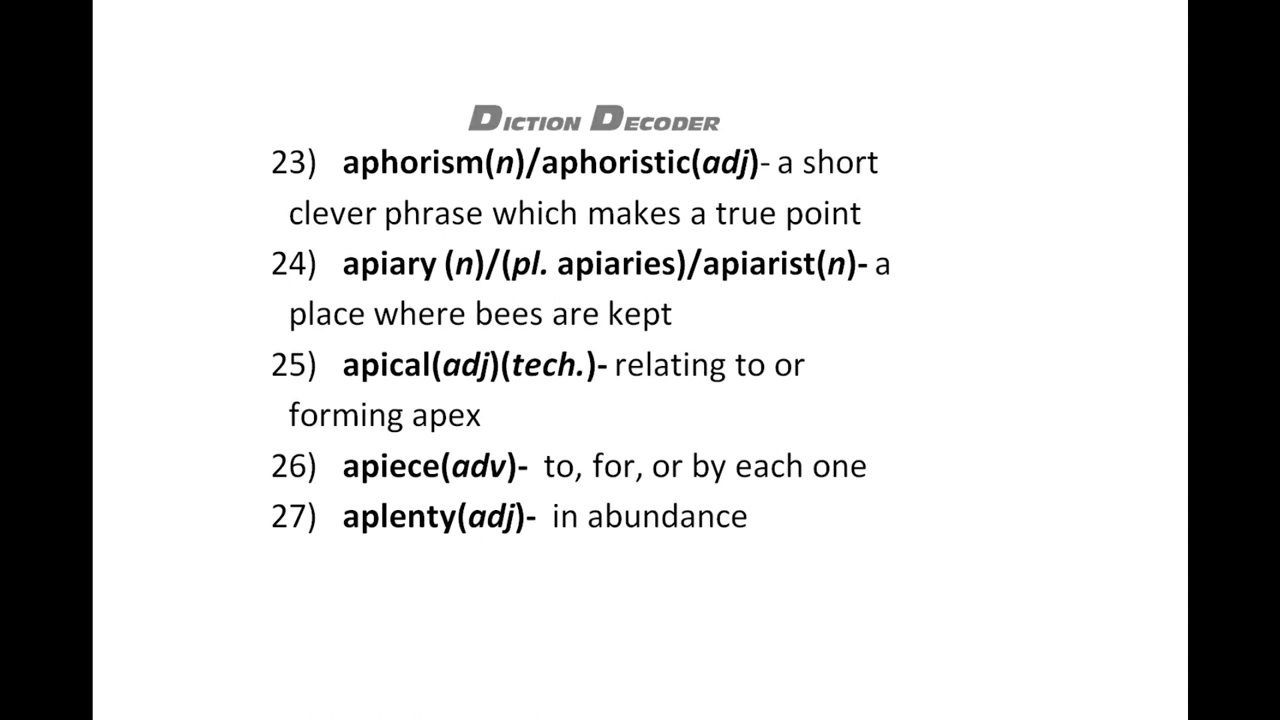 DICTION DECODER
23) aphorism(n)/aphoristic(adj)- a short
clever phrase which makes a true point
24) apiary (n)/(pl. apiaries)/apiarist(n)- a
place where bees are kept
25) apical(adj)(tech.)- relating to or
forming apex
26) apiece(adv)- to, for, or by each one
27) aplenty(adj)- in abundance